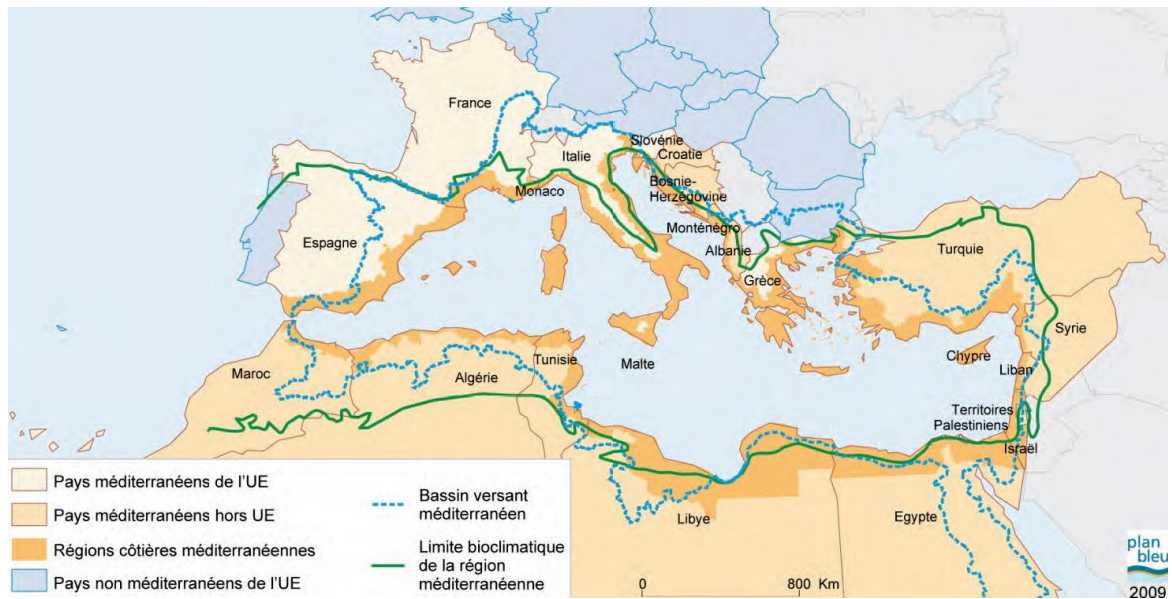 France
Slovénie
Croatie
Italie
Bosnie-
Herzégovine
Monaco
Monténégro
Espagne
Albanie
Turquie
Grèce
Syrie
Chypre
Malte
Tunisie
Liban
Maroc
Algérie
Territoires
Palestiniens
Israël
Libye
Egypte
Pays méditerranéens de l'UE
Pays méditerranéens hors UE
Régions côtières méditerranéennes
Pays non méditerranéens de l'UE
Bassin versant
méditerranéen
Limite bioclimatique
de la région
méditerranéenne
0 800 Km
plan
bleu
2009